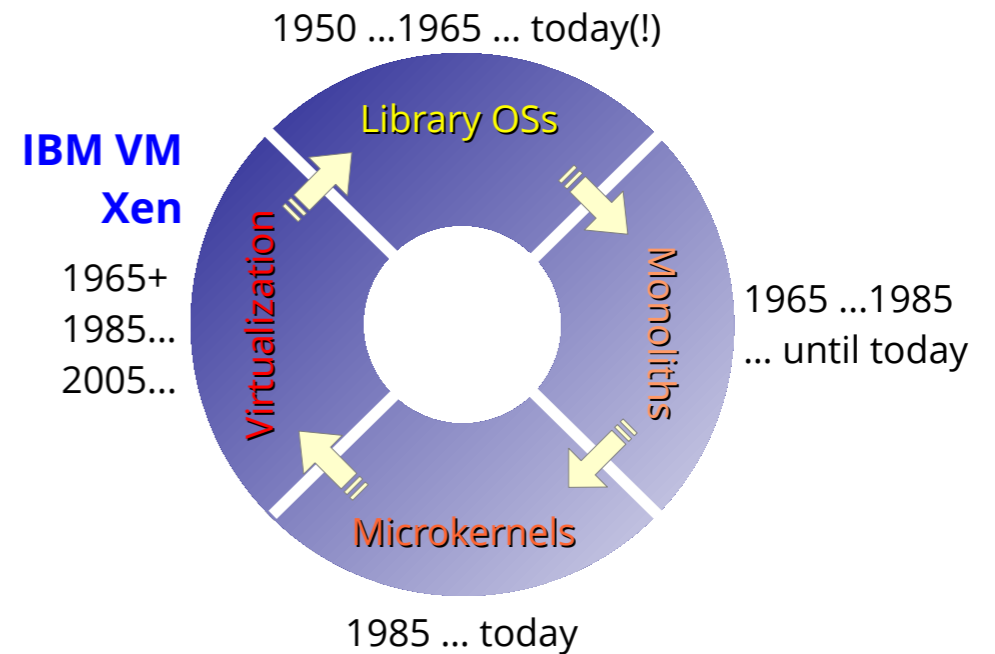 1950 ...1965 ... today(!)
Library OSs
IBM VM
Xen
1965+
1985...
2005...
Virtualization
Monoliths
1965 ...1985
... until today
Microkernels
1985 ... today